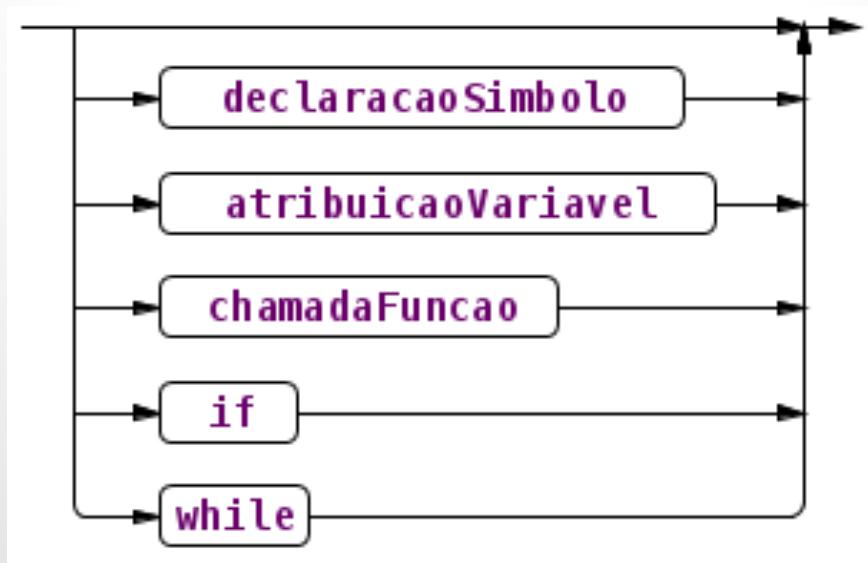 declaracaoSimbolo
atribuicaoVariavel
chamadaFuncao
if
while